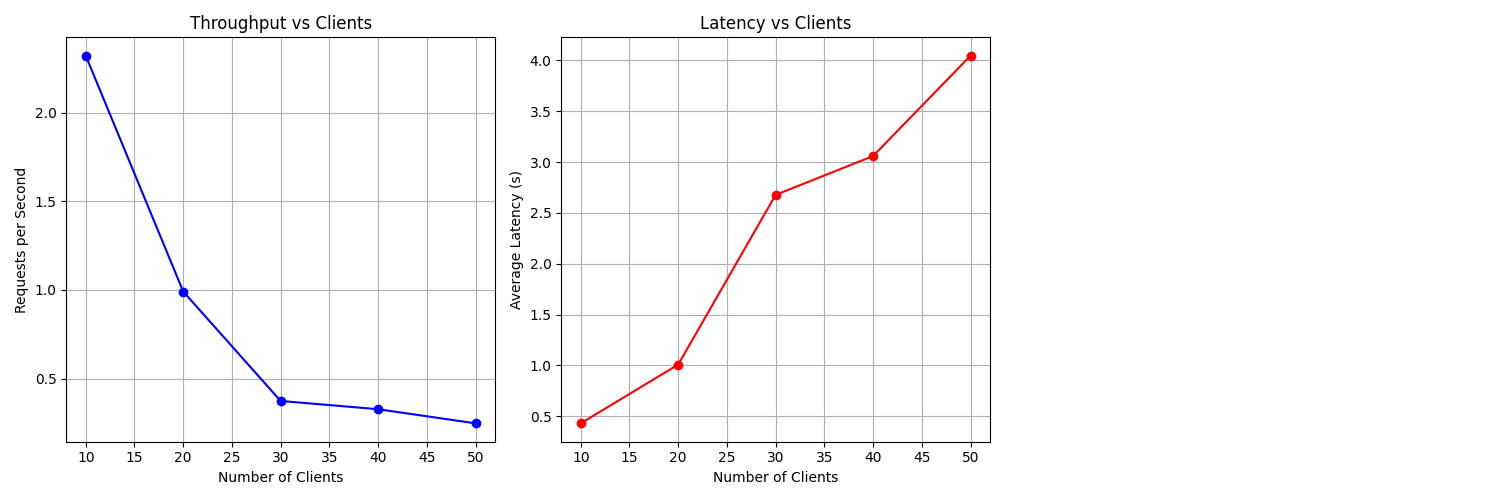 Throughput vs Clients
Requests per Second
2.0
1.5
1.0
0.5
10 15 20 25 30 35 40 45 50
Number of Clients
Latency vs Clients
Average Latency (s)
4.0
3.5
3.0
2.5
2.0
1.5
1.0
0.5
10 15 20 25 30 35 40 45 50
Number of Clients